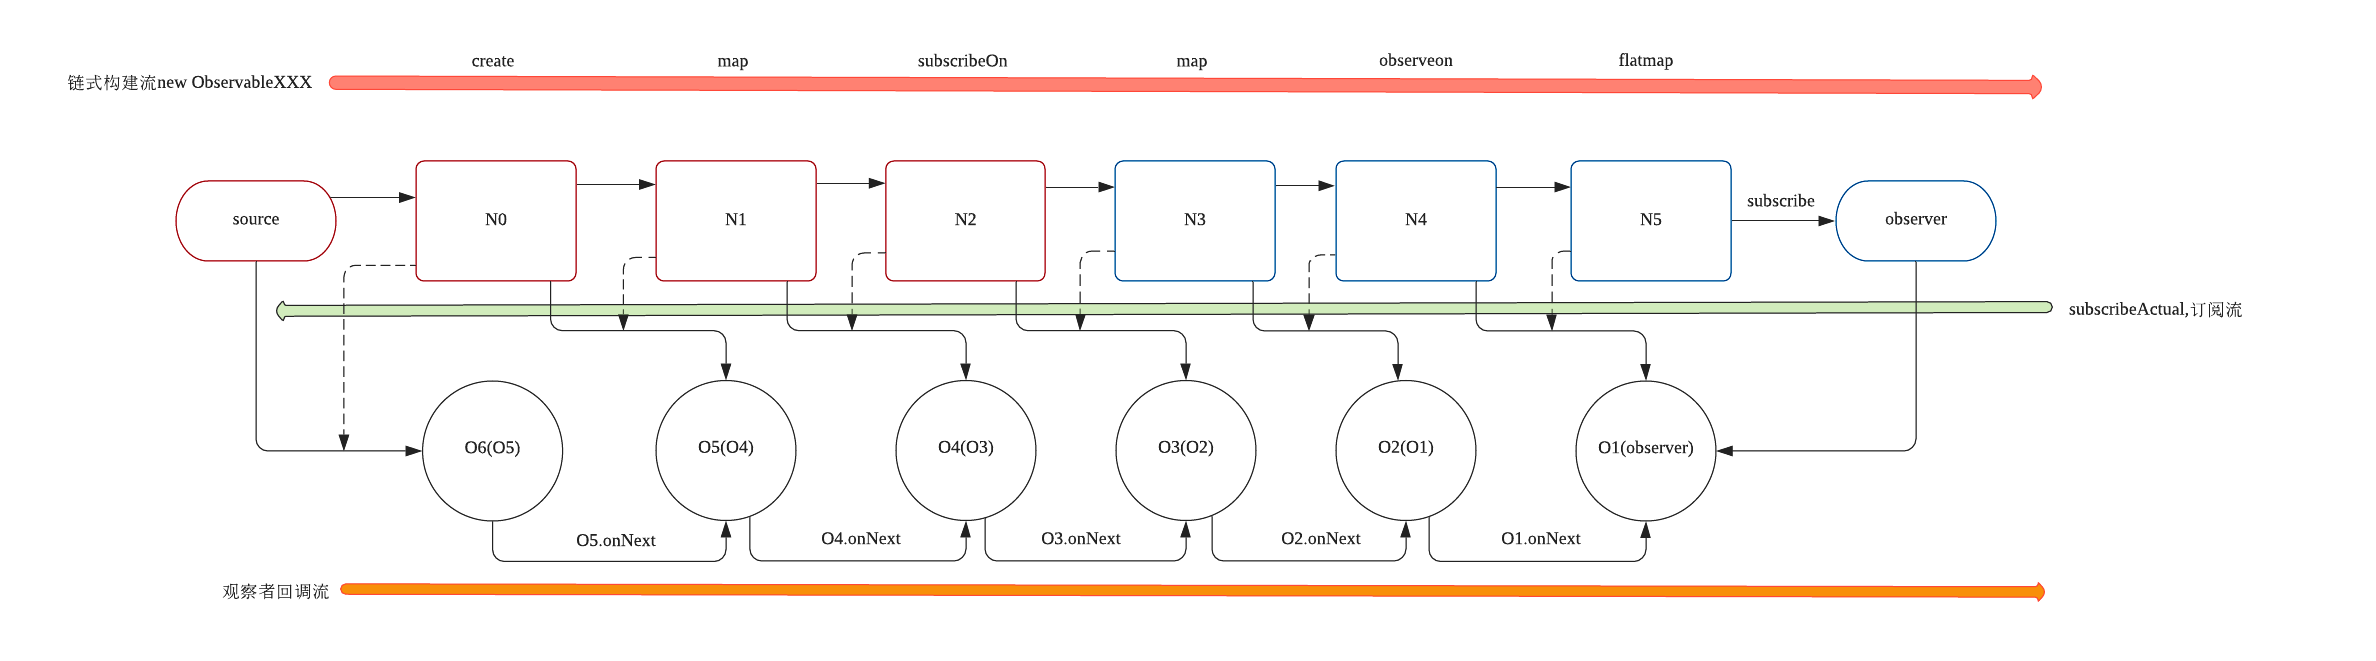 create map subscribeOn map observeon flatmap
链式构建流new ObservableXXX
source N0 N1 N2 N3 N4 N5 subscribe observer
subscribeActual,订阅流
O6(O5) O5(O4) O4(O3) O3(O2) O2(O1) O1(observer)
O5.onNext O4.onNext O3.onNext O2.onNext O1.onNext
观察者回调流